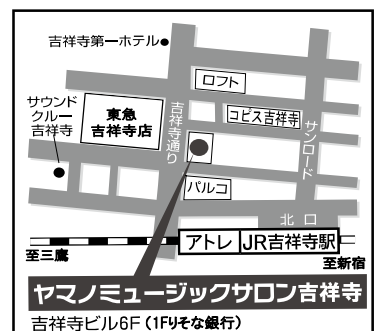 吉祥寺第一ホテル
ロフト
サウンド
クルー
吉祥寺
東急
吉祥寺店
吉祥寺通り
コピス吉祥寺
サンロード
パルコ
北口
アトレ
JR吉祥寺駅
至三鷹
至新宿
ヤマノミュージックサロン吉祥寺
吉祥寺ビル6F(1Fりそな銀行)